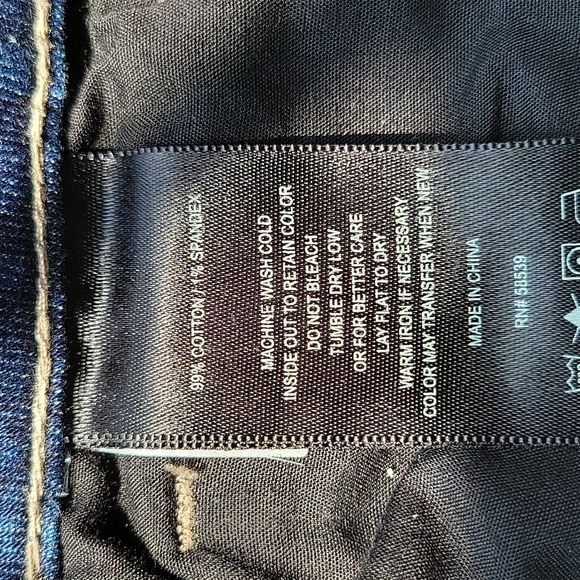 99% COTTON / 1% SPANDEX
MACHINE WASH COLD
INSIDE OUT TO RETAIN COLOR
DO NOT BLEACH
TUMBLE DRY LOW
OR FOR BETTER CARE
LAY FLAT TO DRY
WARM IRON IF NECESSARY
COLOR MAY TRANSFER WHEN NEW
MADE IN CHINA
RN# 58539